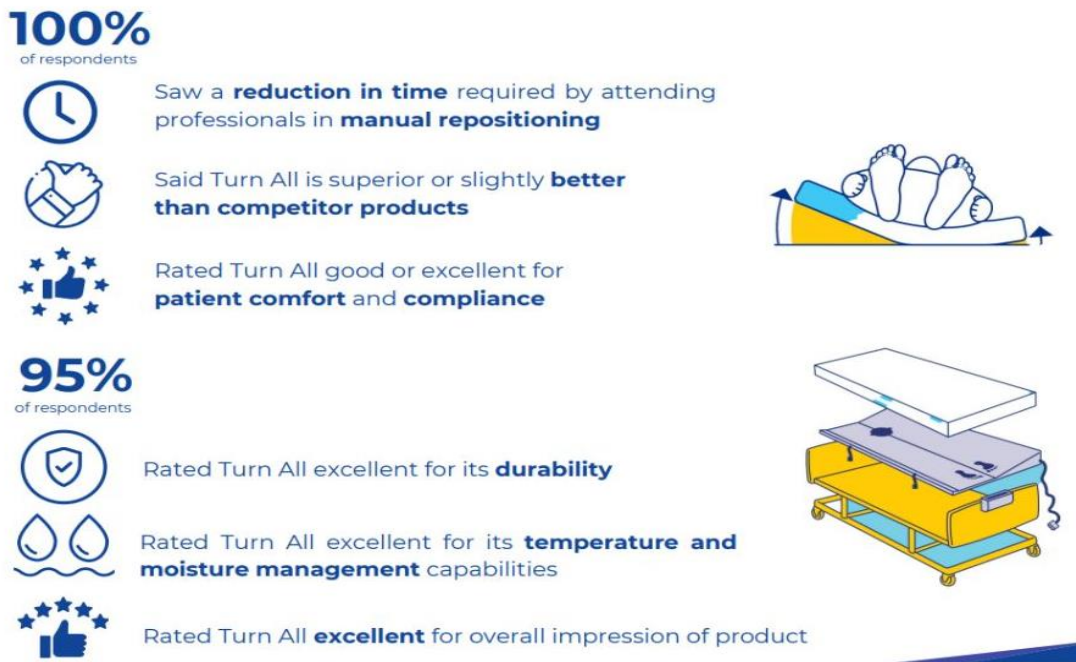 100%
of respondents
Saw a reduction in time required by attending
professionals in manual repositioning
Said Turn All is superior or slightly better
than competitor products
Rated Turn All good or excellent for
patient comfort and compliance
95%
of respondents
Rated Turn All excellent for its durability
Rated Turn All excellent for its temperature and
moisture management capabilities
Rated Turn All excellent for overall impression of product